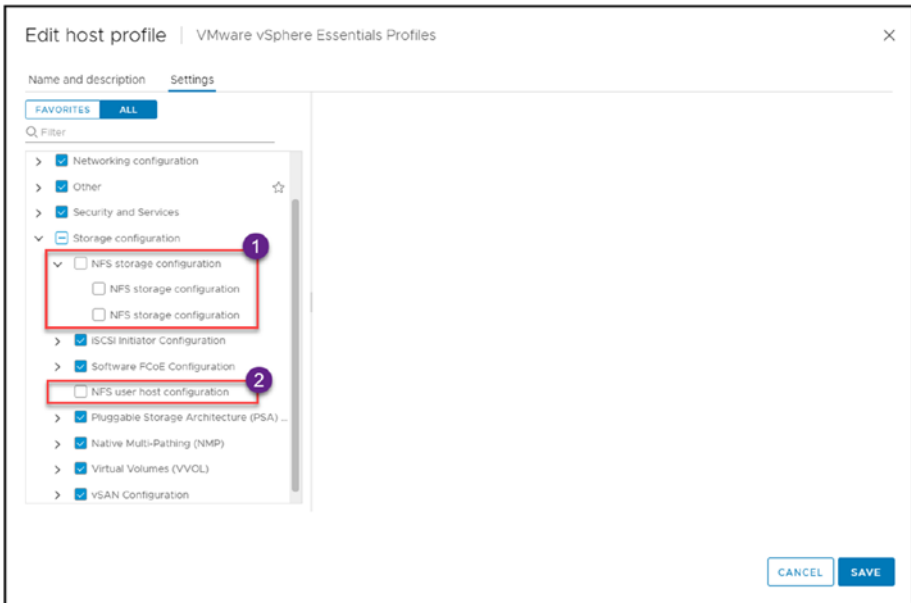 Edit host profile | VMware vSphere Essentials Profiles
Name and description Settings
FAVORITES ALL
Filter
Networking configuration
Other
Security and Services
Storage configuration
1
NFS storage configuration
NFS storage configuration
NFS storage configuration
iSCSI Initiator Configuration
Software FCoE Configuration
2
NFS user host configuration
Pluggable Storage Architecture (PSA) ...
Native Multi-Pathing (NMP)
Virtual Volumes (VVOL)
vSAN Configuration
CANCEL SAVE